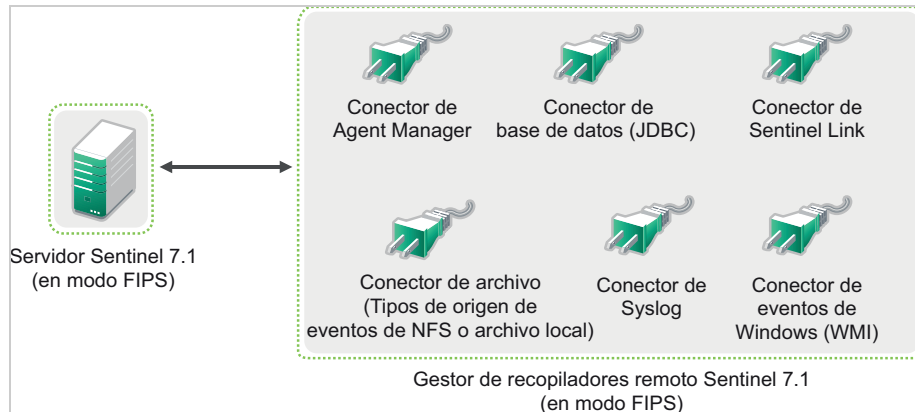 Conector de
Agent Manager
Conector de
base de datos (JDBC)
Conector de
Sentinel Link
Servidor Sentinel 7.1
(en modo FIPS)
Conector de archivo
(Tipos de origen de
eventos de NFS o archivo local)
Conector de
Syslog
Conector de
eventos de
Windows (WMI)
Gestor de recopiladores remoto Sentinel 7.1
(en modo FIPS)